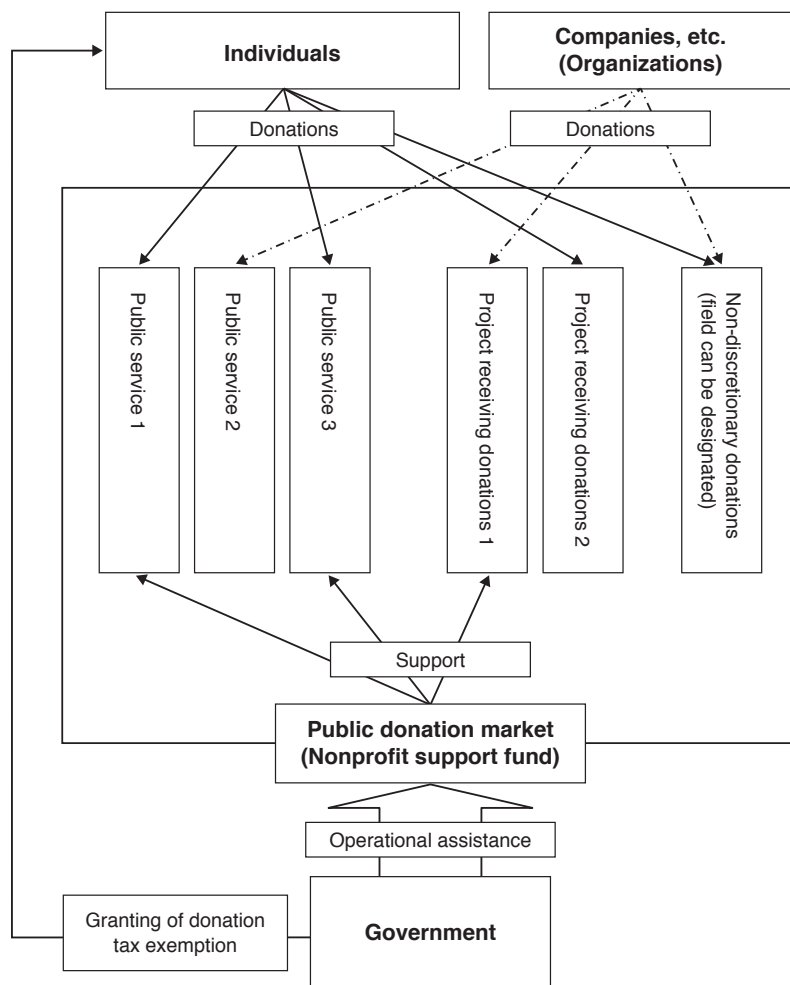 Individuals
Companies, etc.
(Organizations)
Donations
Donations
Public service 1
Public service 2
Public service 3
Project receiving donations 1
Project receiving donations 2
Non-discretionary donations
(field can be designated)
Support
Public donation market
(Nonprofit support fund)
Operational assistance
Granting of donation
tax exemption
Government